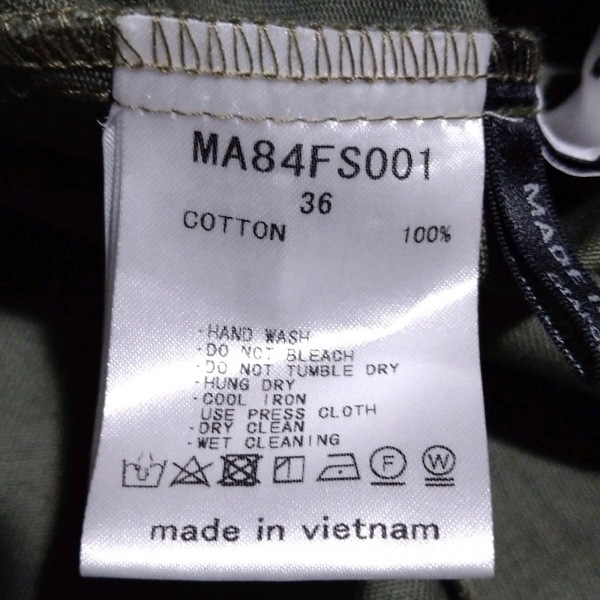 MA84FS001
36
COTTON 100%
·HAND WASH
·DO NOT BLEACH
·DO NOT TUMBLE DRY
·HUNG DRY
·COOL IRON
USE PRESS CLOTH
·DRY CLEAN
·WET CLEANING
F W
made in vietnam
MADE